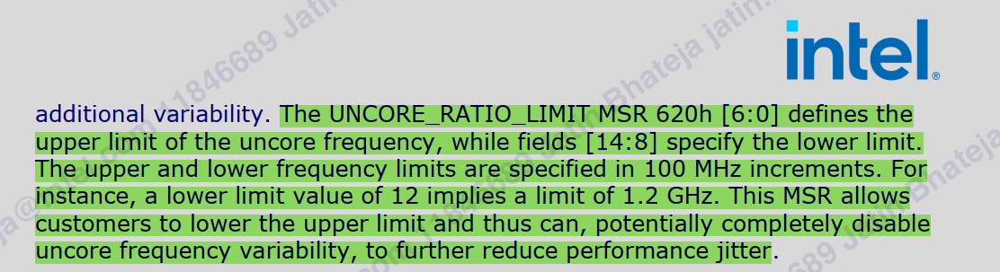 intel®
additional variability. The UNCORE_RATIO_LIMIT MSR 620h [6:0] defines the
upper limit of the uncore frequency, while fields [14:8] specify the lower limit.
The upper and lower frequency limits are specified in 100 MHz increments. For
instance, a lower limit value of 12 implies a limit of 1.2 GHz. This MSR allows
customers to lower the upper limit and thus can, potentially completely disable
uncore frequency variability, to further reduce performance jitter.